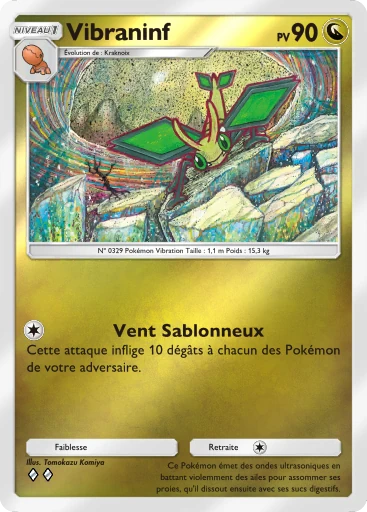 NIVEAU 1
Vibraninf
PV 90
Évolution de : Kraknoix
N° 0329 Pokémon Vibration Taille : 1,1 m Poids : 15,3 kg
Vent Sablonneux
Cette attaque inflige 10 dégâts à chacun des Pokémon
de votre adversaire.
Faiblesse
Retraite
Illus. Tomokazu Komiya
Ce Pokémon émet des ondes ultrasoniques en
battant violemment des ailes pour assommer ses
proies, qu'il dissout ensuite avec ses sucs digestifs.